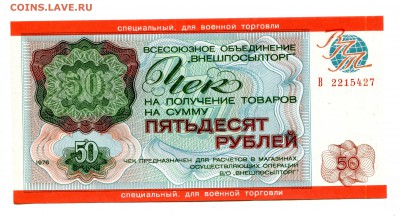 COINS.LAVE.RU
специальный, для военной торговли
ВСЕСОЮЗНОЕ ОБЪЕДИНЕНИЕ
"ВНЕШПОСЫЛТОРГ"
ВПТ
50
Чек
В 2215427
НА ПОЛУЧЕНИЕ ТОВАРОВ
НА СУММУ
ПЯТЬДЕСЯТ
РУБЛЕЙ
1976
50
ЧЕК ПРЕДНАЗНАЧЕН ДЛЯ РАСЧЕТОВ В МАГАЗИНАХ,
ОСУЩЕСТВЛЯЮЩИХ ОПЕРАЦИИ
В/О „ВНЕШПОСЫЛТОРГ"
50
специальный, для военной торговли